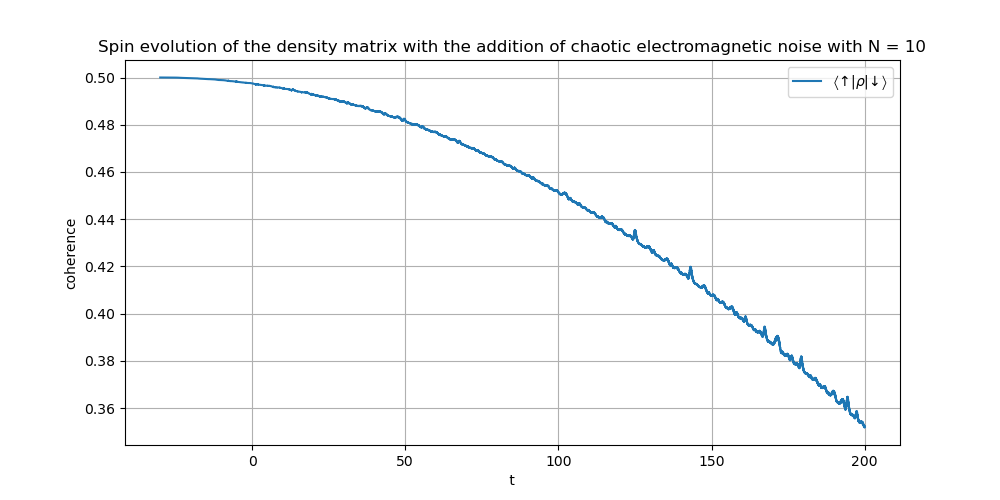 Spin evolution of the density matrix with the addition of chaotic electromagnetic noise with N = 10
⟨↑|ρ|↓⟩
coherence
0.50
0.48
0.46
0.44
0.42
0.40
0.38
0.36
0 50 100 150 200
t